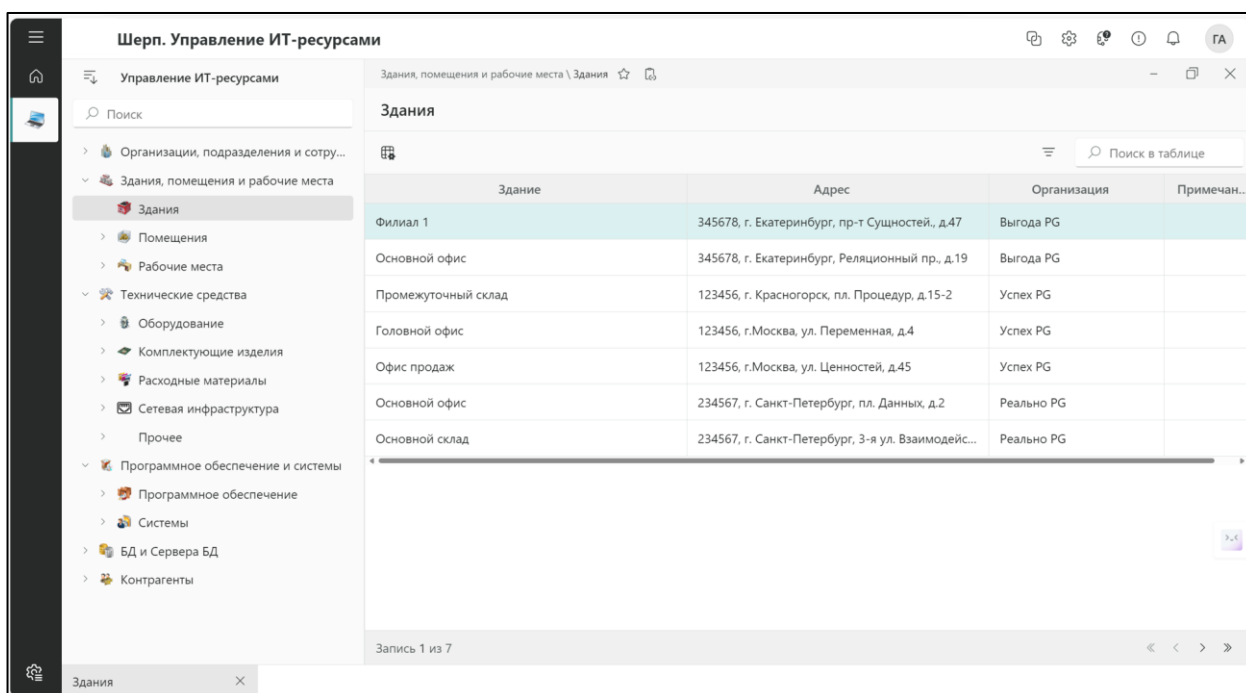 Шерп. Управление ИТ-ресурсами
ГА
Управление ИТ-ресурсами
Поиск
Организации, подразделения и сотру...
Здания, помещения и рабочие места
Здания
Помещения
Рабочие места
Технические средства
Оборудование
Комплектующие изделия
Расходные материалы
Сетевая инфраструктура
Прочее
Программное обеспечение и системы
Программное обеспечение
Системы
БД и Сервера БД
Контрагенты
Здания, помещения и рабочие места \ Здания
Здания
Поиск в таблице
Здание Адрес Организация Примечан...
Филиал 1 345678, г. Екатеринбург, пр-т Сущностей., д.47 Выгода PG
Основной офис 345678, г. Екатеринбург, Реляционный пр., д.19 Выгода PG
Промежуточный склад 123456, г. Красногорск, пл. Процедур, д.15-2 Успех PG
Головной офис 123456, г.Москва, ул. Переменная, д.4 Успех PG
Офис продаж 123456, г.Москва, ул. Ценностей, д.45 Успех PG
Основной офис 234567, г. Санкт-Петербург, пл. Данных, д.2 Реально PG
Основной склад 234567, г. Санкт-Петербург, 3-я ул. Взаимодейс... Реально PG
Запись 1 из 7
Здания